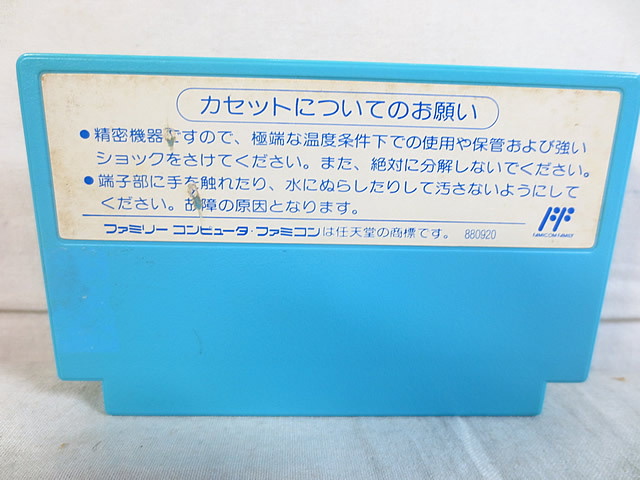 カセットについてのお願い
●精密機器ですので、極端な温度条件下での使用や保管および強い
ショックをさけてください。また、絶対に分解しないでください。
●端子部に手を触れたり、水にぬらしたりして汚さないようにして
ください。故障の原因となります。
ファミリーコンピュータ・ファミコンは任天堂の商標です。 880920
FAMICOM FAMILY